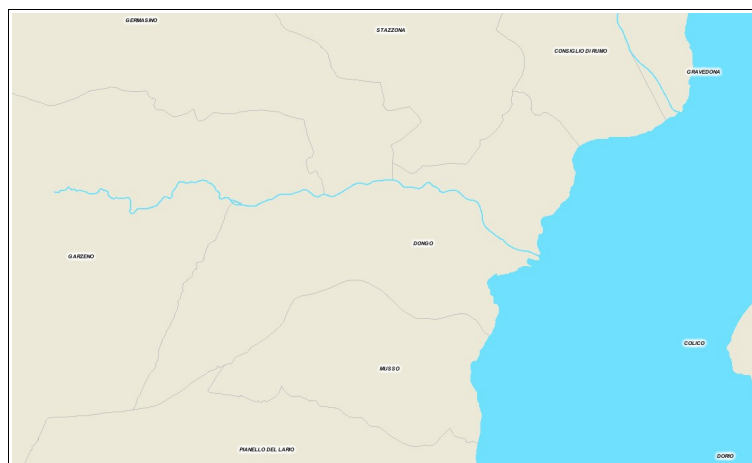 GERMASINO
STAZZONA
CONSIGLIO DI RUMO
GRAVEDONA
DONGO
GARZENO
COLICO
MUSSO
PIANELLO DEL LARIO
DORIO